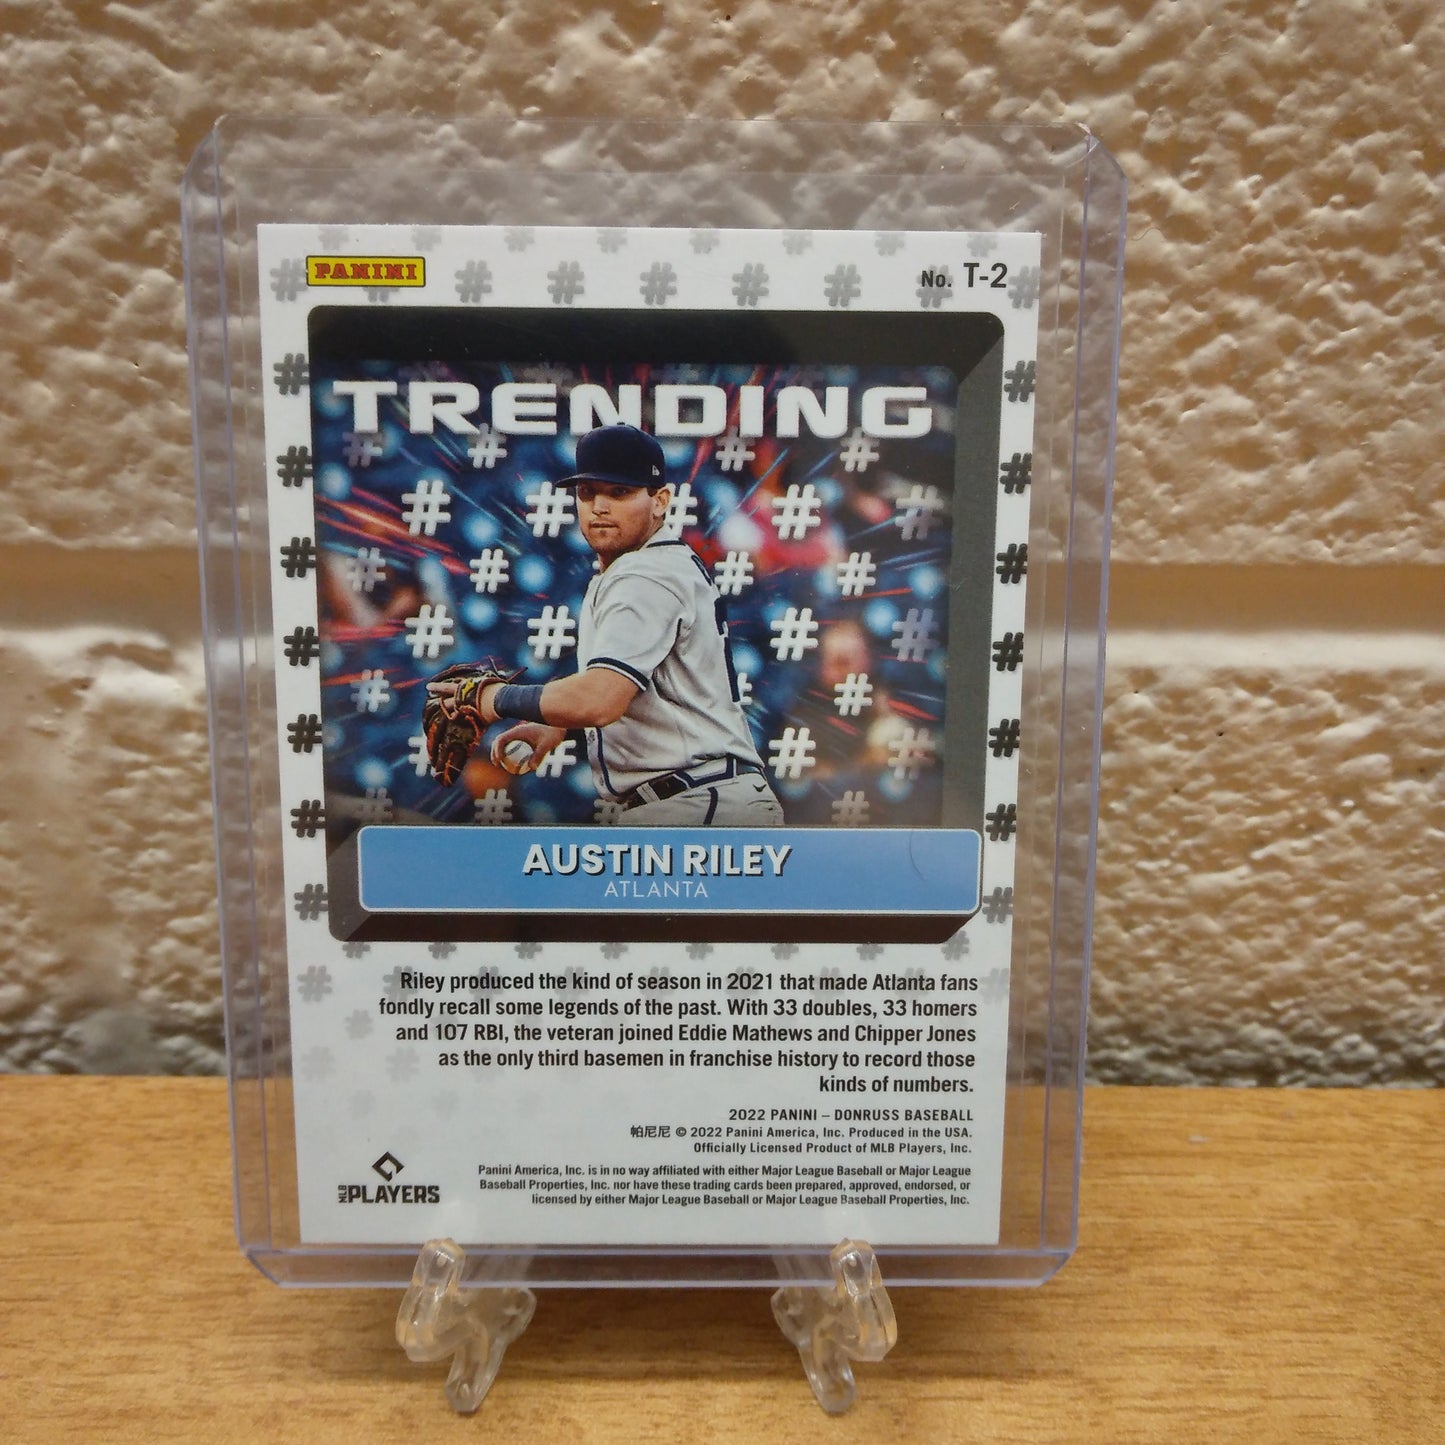 PANINI
No. T-2
TRENDING
AUSTIN RILEY
ATLANTA
Riley produced the kind of season in 2021 that made Atlanta fans
fondly recall some legends of the past. With 33 doubles, 33 homers
and 107 RBI, the veteran joined Eddie Mathews and Chipper Jones
as the only third basemen in franchise history to record those
kinds of numbers.
2022 PANINI – DONRUSS BASEBALL
帕尼尼 © 2022 Panini America, Inc. Produced in the USA.
Officially Licensed Product of MLB Players, Inc.
Panini America, Inc. is in no way affiliated with either Major League Baseball or Major League
Baseball Properties, Inc. nor have these trading cards been prepared, approved, endorsed, or
licensed by either Major League Baseball or Major League Baseball Properties, Inc.
MLB PLAYERS